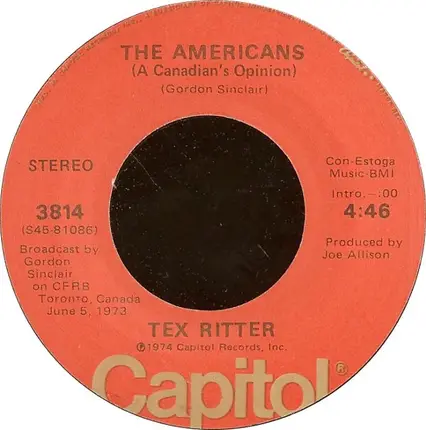 THE AMERICANS
(A Canadian's Opinion)
(Gordon Sinclair)
STEREO
3814
(S45-81086)
Broadcast by
Gordon
Sinclair
on CFRB
Toronto, Canada
June 5, 1973
Con-Estoga
Music-BMI
Intro.-:00
4:46
Produced by
Joe Allison
TEX RITTER
℗1974 Capitol Records, Inc.
Capitol®